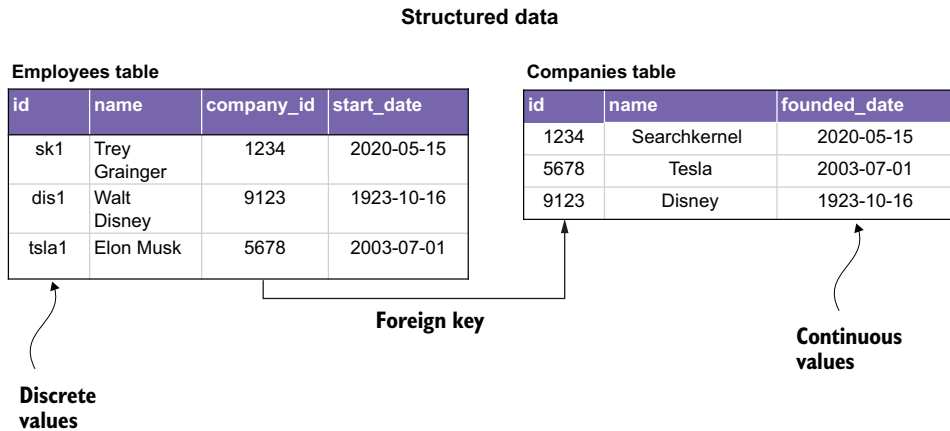 Structured data
Employees table
id name company_id start_date
sk1 Trey 1234 2020-05-15
Grainger
dis1 Walt 9123 1923-10-16
Disney
tsla1 Elon Musk 5678 2003-07-01
Companies table
id name founded_date
1234 Searchkernel 2020-05-15
5678 Tesla 2003-07-01
9123 Disney 1923-10-16
Foreign key
Continuous
values
Discrete
values